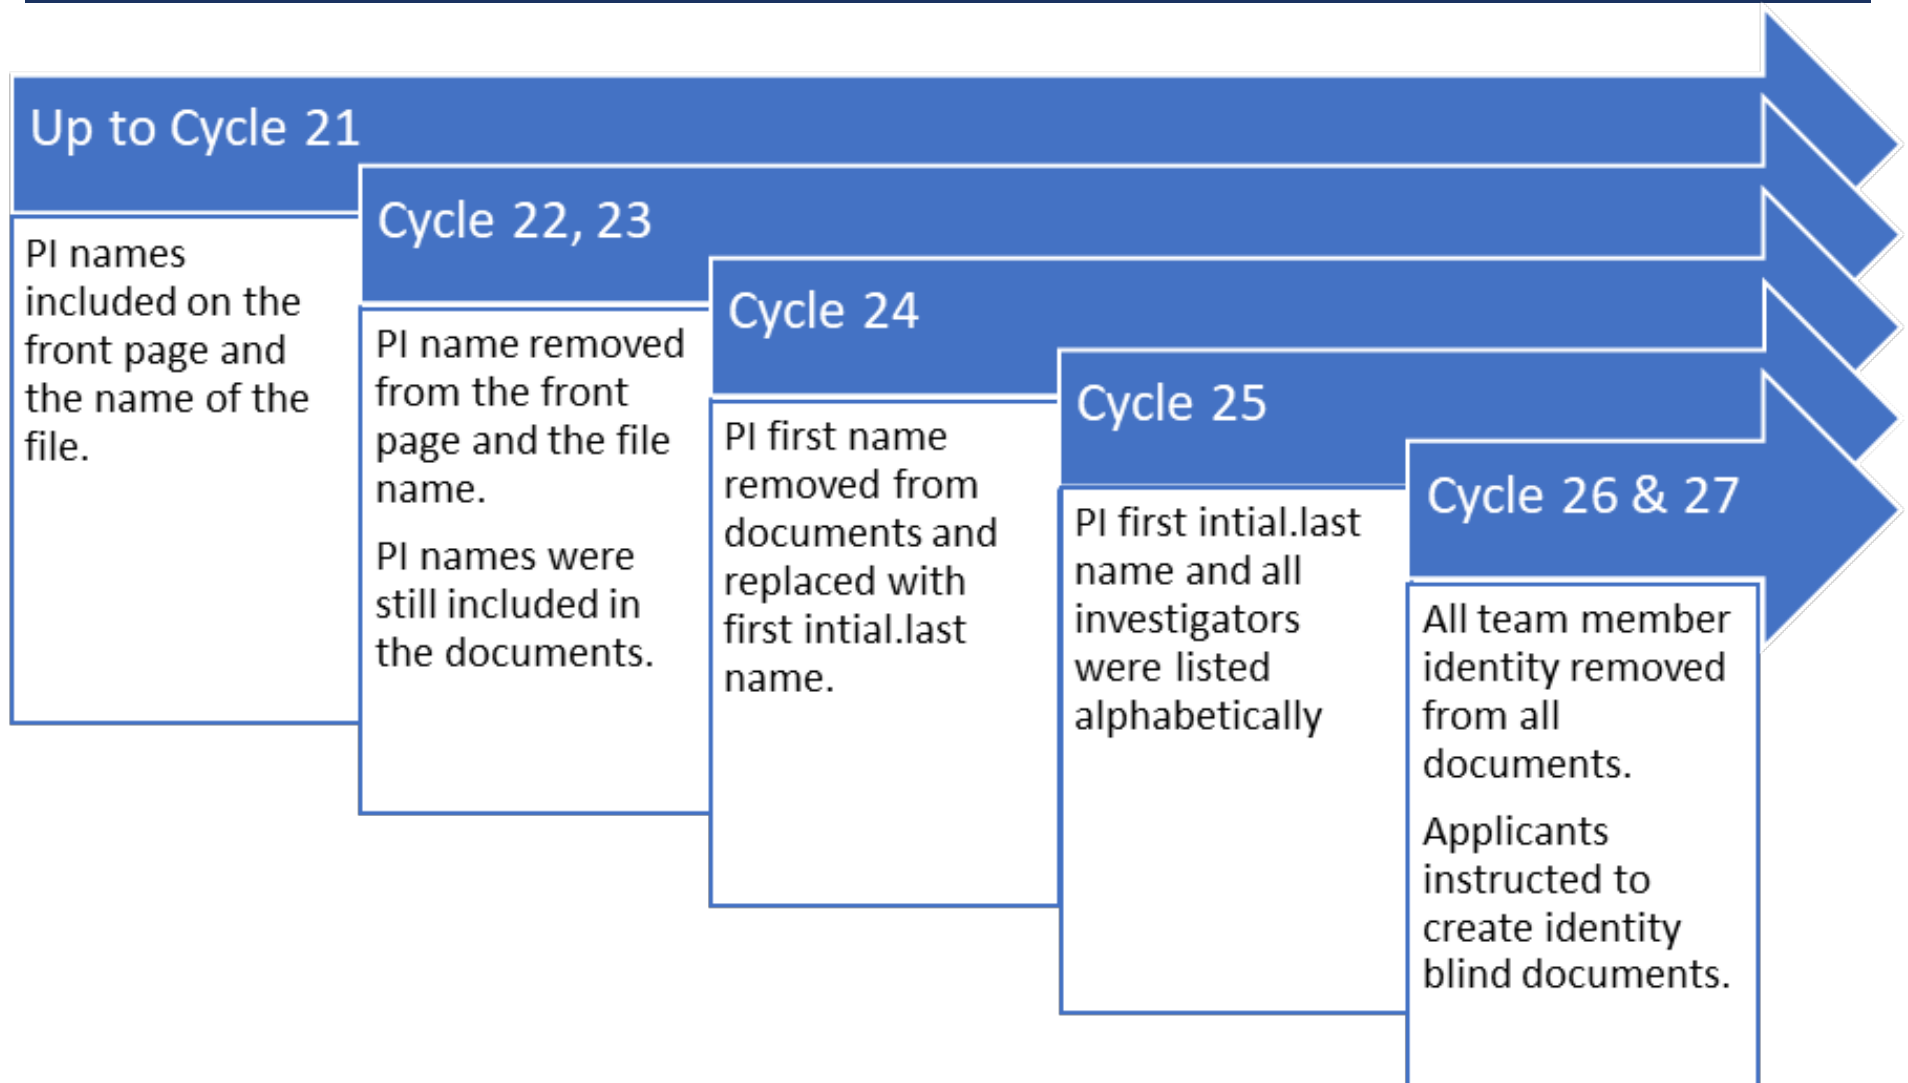 Up to Cycle 21
PI names
included on the
front page and
the name of the
file.
Cycle 22, 23
PI name removed
from the front
page and the file
name.
PI names were
still included in
the documents.
Cycle 24
PI first name
removed from
documents and
replaced with
first intial.last
name.
Cycle 25
PI first intial.last
name and all
investigators
were listed
alphabetically
Cycle 26 & 27
All team member
identity removed
from all
documents.
Applicants
instructed to
create identity
blind documents.